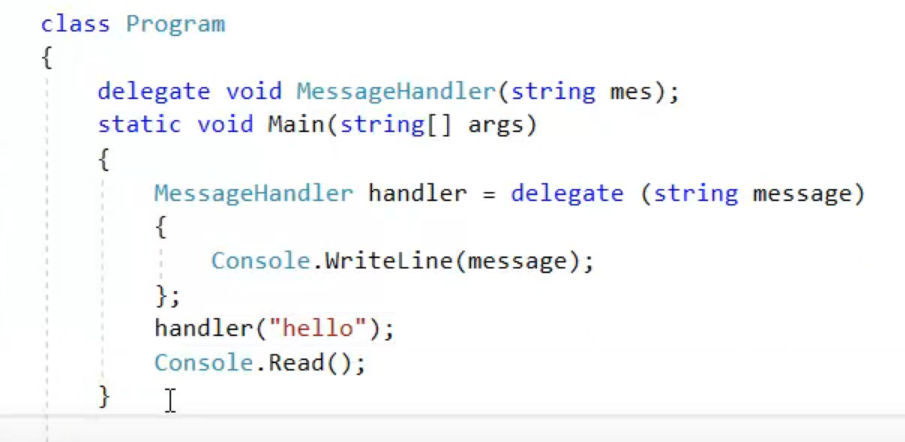 class Program
{
    delegate void MessageHandler(string mes);
    static void Main(string[] args)
    {
        MessageHandler handler = delegate (string message)
        {
            Console.WriteLine(message);
        };
        handler("hello");
        Console.Read();
    }